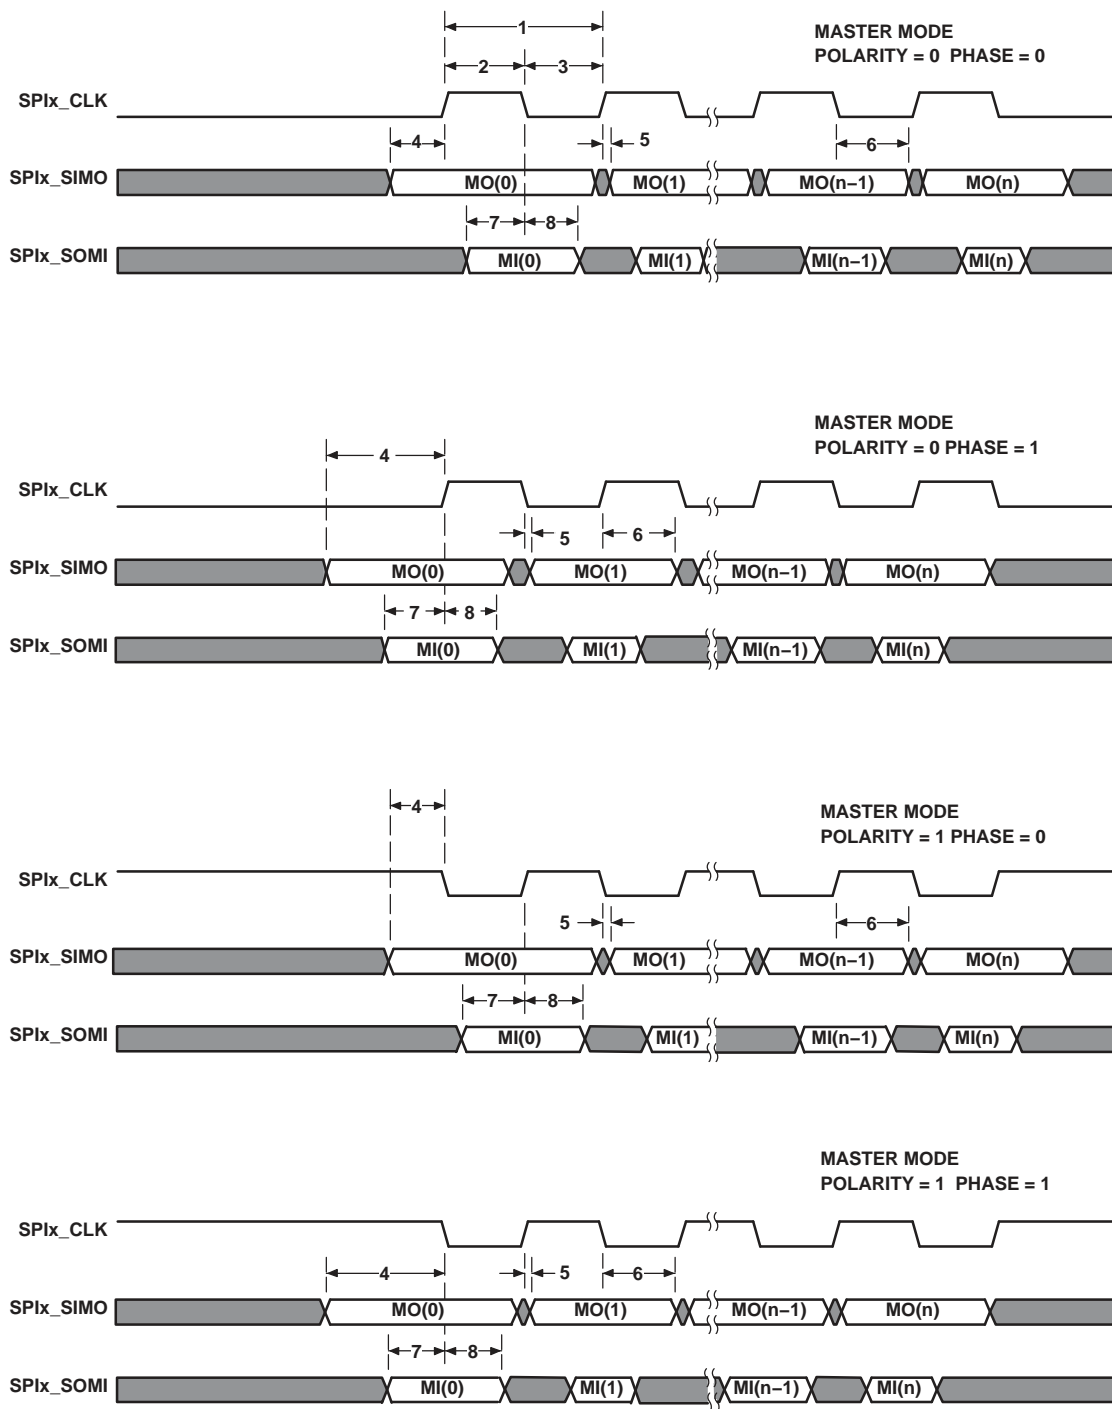 1
MASTER MODE
POLARITY = 0 PHASE = 0
2 3
SPIx_CLK
4 5 6
SPIx_SIMO MO(0) MO(1) MO(n−1) MO(n)
7 8
SPIx_SOMI MI(0) MI(1) MI(n−1) MI(n)
MASTER MODE
POLARITY = 0 PHASE = 1
4
SPIx_CLK
5 6
SPIx_SIMO MO(0) MO(1) MO(n−1) MO(n)
7 8
SPIx_SOMI MI(0) MI(1) MI(n−1) MI(n)
4
MASTER MODE
POLARITY = 1 PHASE = 0
SPIx_CLK
5 6
SPIx_SIMO MO(0) MO(1) MO(n−1) MO(n)
7 8
SPIx_SOMI MI(0) MI(1) MI(n−1) MI(n)
MASTER MODE
POLARITY = 1 PHASE = 1
SPIx_CLK
4 5 6
SPIx_SIMO MO(0) MO(1) MO(n−1) MO(n)
7 8
SPIx_SOMI MI(0) MI(1) MI(n−1) MI(n)